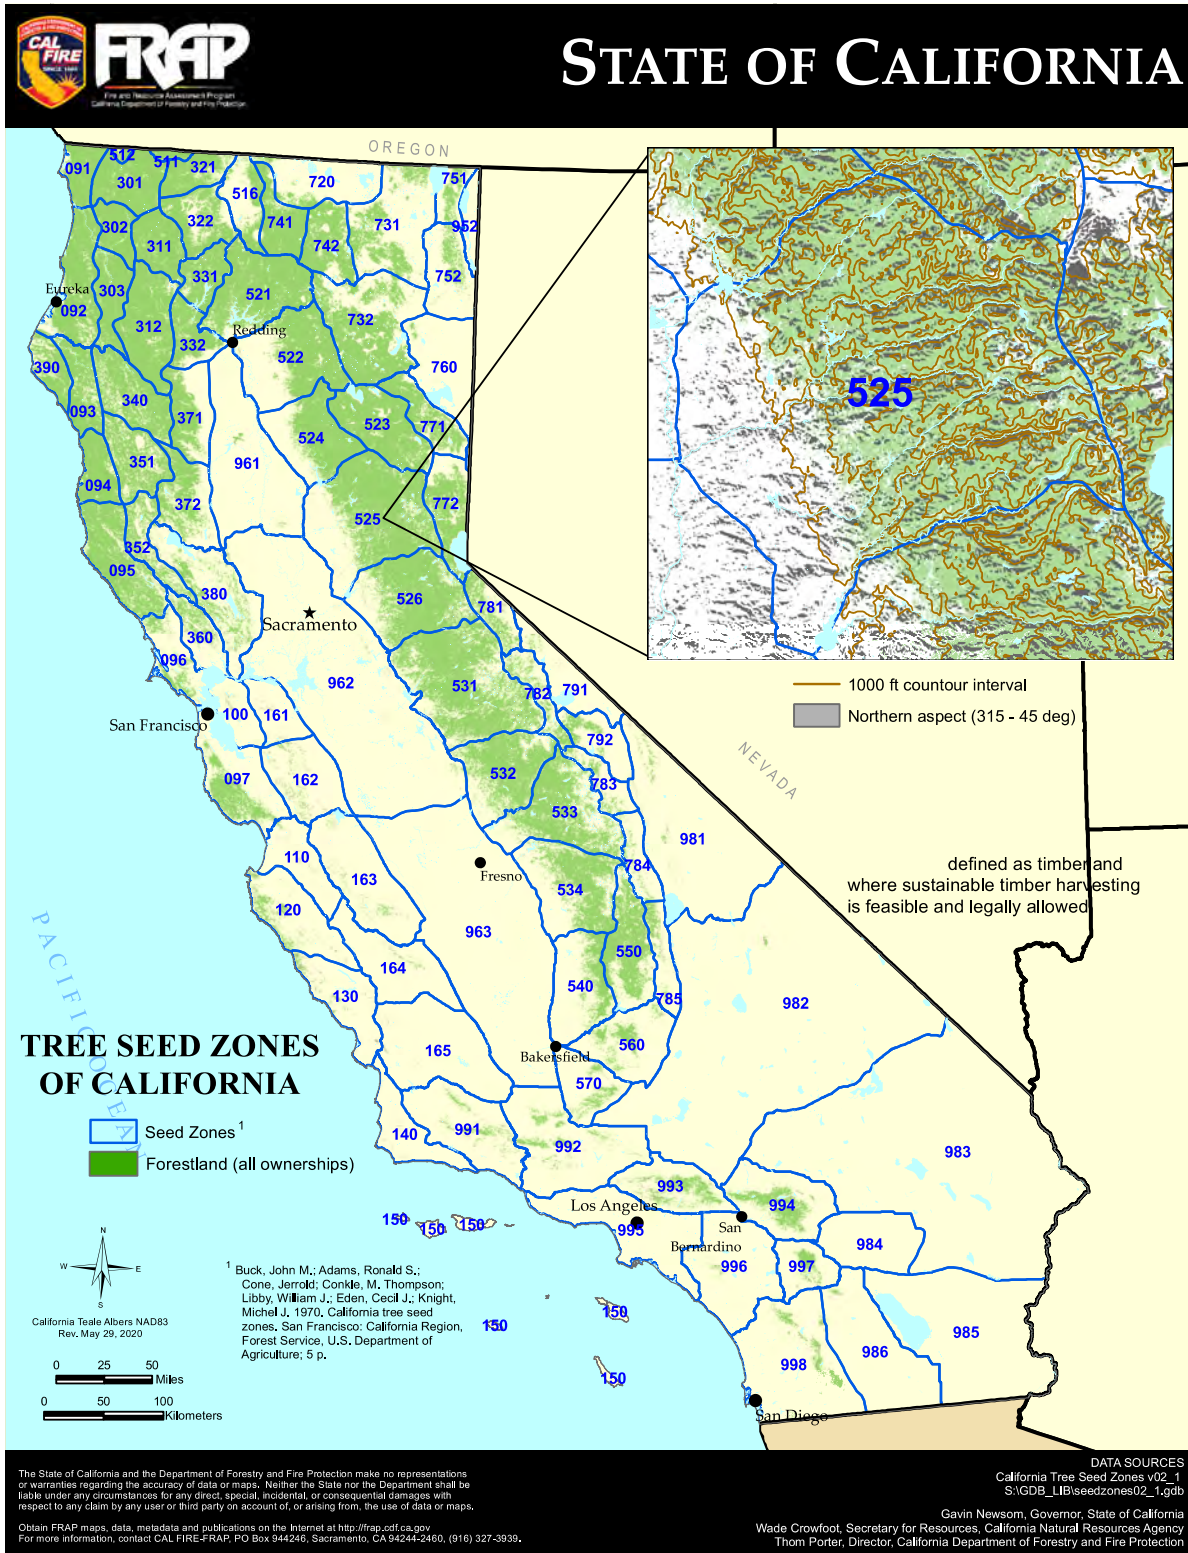 CAL
FIRE
SINCE 1885
FRAP
Fire and Resource Assessment Program
California Department of Forestry and Fire Protection
STATE OF CALIFORNIA
OREGON
091
512
511
321
301
516
720
751
302
322
741
742
731
952
311
331
752
Eureka
092
303
521
312
332
Redding
732
522
760
390
093
340
371
523
771
524
351
961
094
372
525
772
352
095
380
526
781
Sacramento
360
096
962
531
782
791
San Francisco
100
161
792
097
162
532
783
533
NEVADA
110
163
Fresno
784
981
534
120
963
550
164
540
130
785
982
165
Bakersfield
560
570
140
991
992
983
993
994
Los Angeles
995
San
Bernardino
984
996
997
150
150
150
150
150
150
985
986
998
San Diego
525
1000 ft countour interval
Northern aspect (315 - 45 deg)
defined as timberland
where sustainable timber harvesting
is feasible and legally allowed
PACIFIC OCEAN
TREE SEED ZONES
OF CALIFORNIA
Seed Zones 1
Forestland (all ownerships)
N
W
E
S
California Teale Albers NAD83
Rev. May 29, 2020
0 25 50
Miles
0 50 100
Kilometers
1 Buck, John M.; Adams, Ronald S.;
Cone, Jerrold; Conkle, M. Thompson;
Libby, William J.; Eden, Cecil J.; Knight,
Michel J. 1970. California tree seed
zones. San Francisco: California Region,
Forest Service, U.S. Department of
Agriculture; 5 p.
The State of California and the Department of Forestry and Fire Protection make no representations
or warranties regarding the accuracy of data or maps. Neither the State nor the Department shall be
liable under any circumstances for any direct, special, incidental, or consequential damages with
respect to any claim by any user or third party on account of, or arising from, the use of data or maps.
Obtain FRAP maps, data, metadata and publications on the Internet at http://frap.cdf.ca.gov
For more information, contact CAL FIRE-FRAP, PO Box 944246, Sacramento, CA 94244-2460, (916) 327-3939.
DATA SOURCES
California Tree Seed Zones v02_1
S:\GDB_LIB\seedzones02_1.gdb
Gavin Newsom, Governor, State of California
Wade Crowfoot, Secretary for Resources, California Natural Resources Agency
Thom Porter, Director, California Department of Forestry and Fire Protection